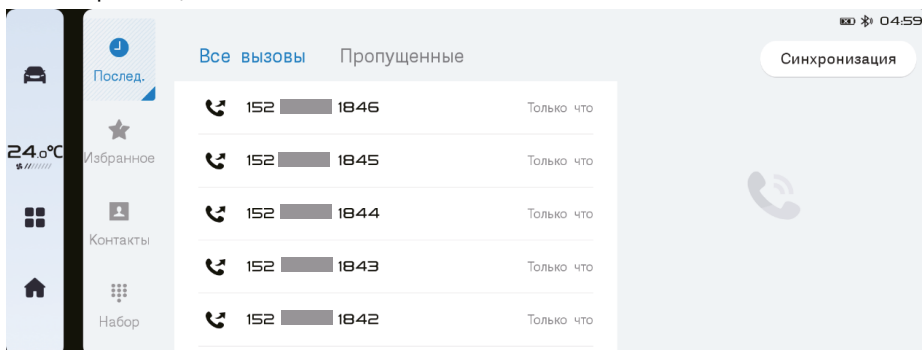 04:59
Все вызовы Пропущенные
Синхронизация
Послед.
152 1846 Только что
24.0°C
Избранное
152 1845 Только что
152 1844 Только что
Контакты
152 1843 Только что
Набор
152 1842 Только что